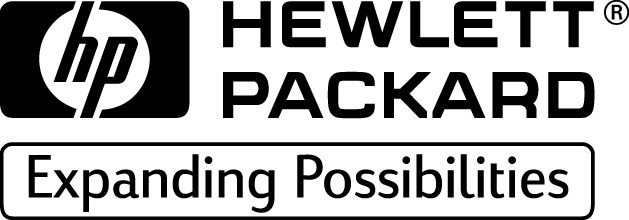 hp HEWLETT®
PACKARD
Expanding Possibilities